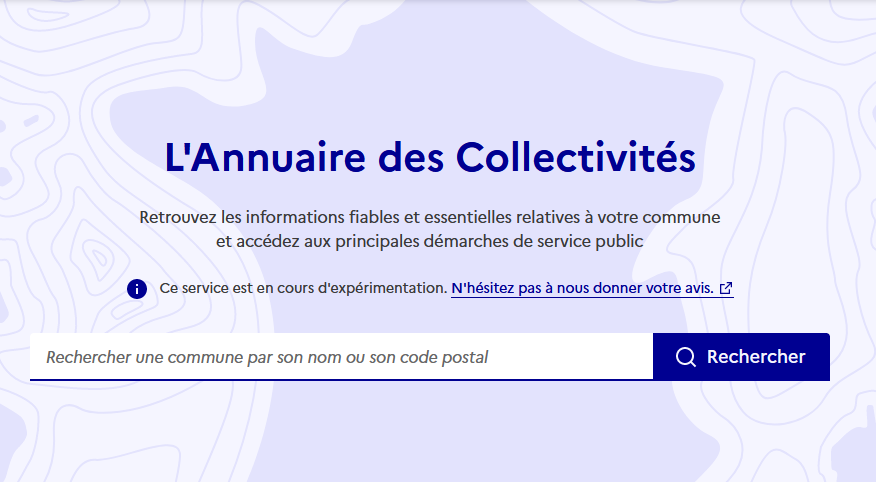 L'Annuaire des Collectivités
Retrouvez les informations fiables et essentielles relatives à votre commune
et accédez aux principales démarches de service public
Ce service est en cours d'expérimentation. N'hésitez pas à nous donner votre avis.
Rechercher une commune par son nom ou son code postal
Rechercher